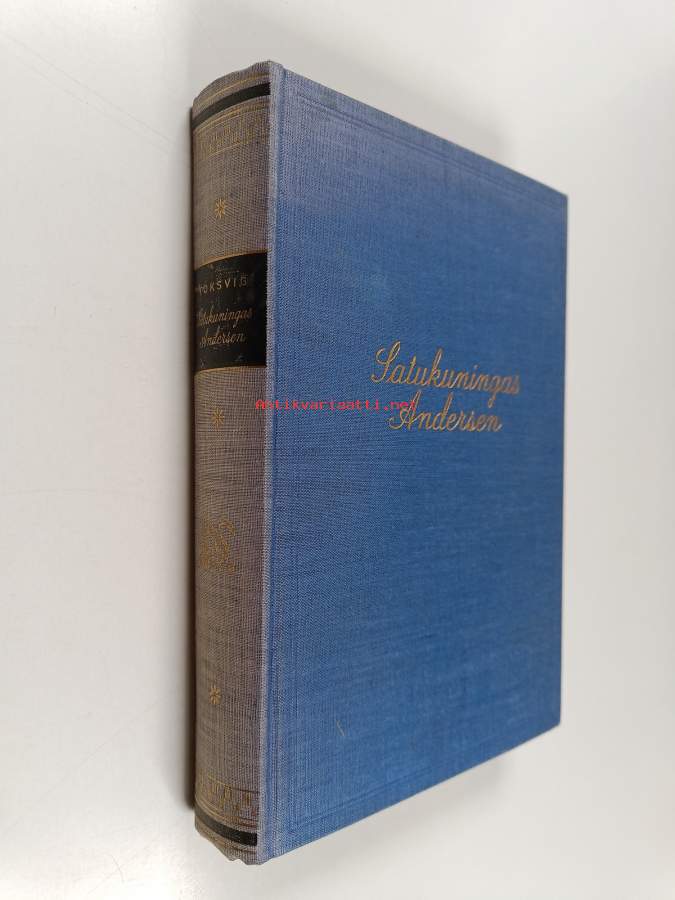 TOKSVIG
Satukuningas
Andersen
Satukuningas
Andersen
Antikvariaatti.net